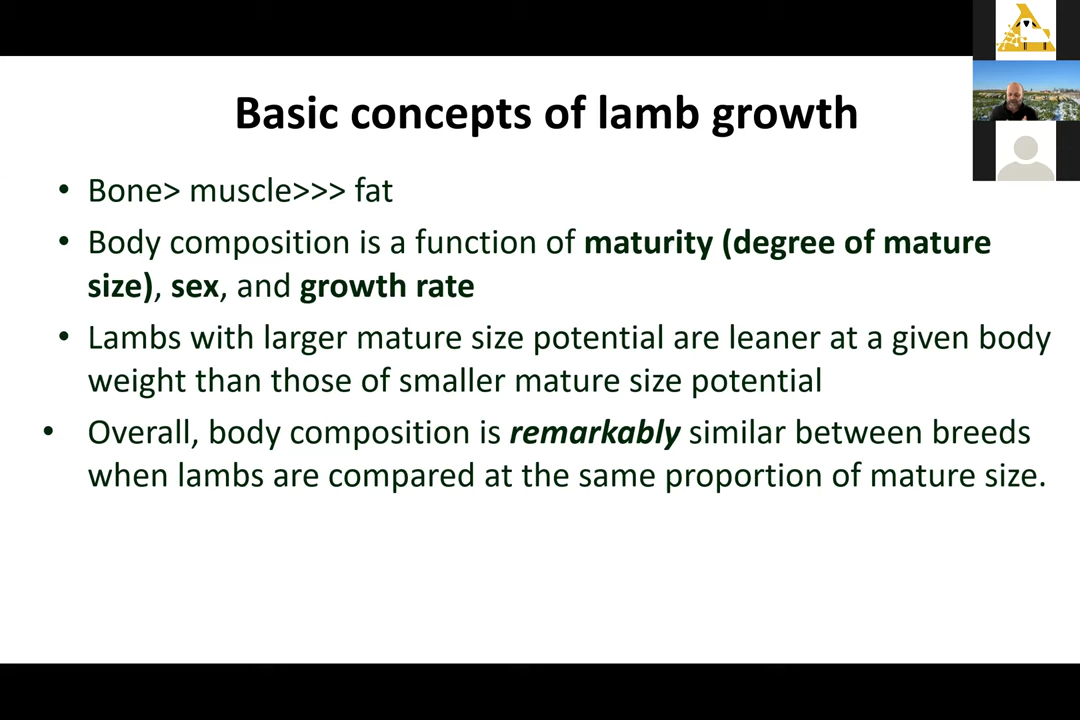 Basic concepts of lamb growth
• Bone> muscle>>> fat
• Body composition is a function of maturity (degree of mature
size), sex, and growth rate
• Lambs with larger mature size potential are leaner at a given body
weight than those of smaller mature size potential
• Overall, body composition is remarkably similar between breeds
when lambs are compared at the same proportion of mature size.